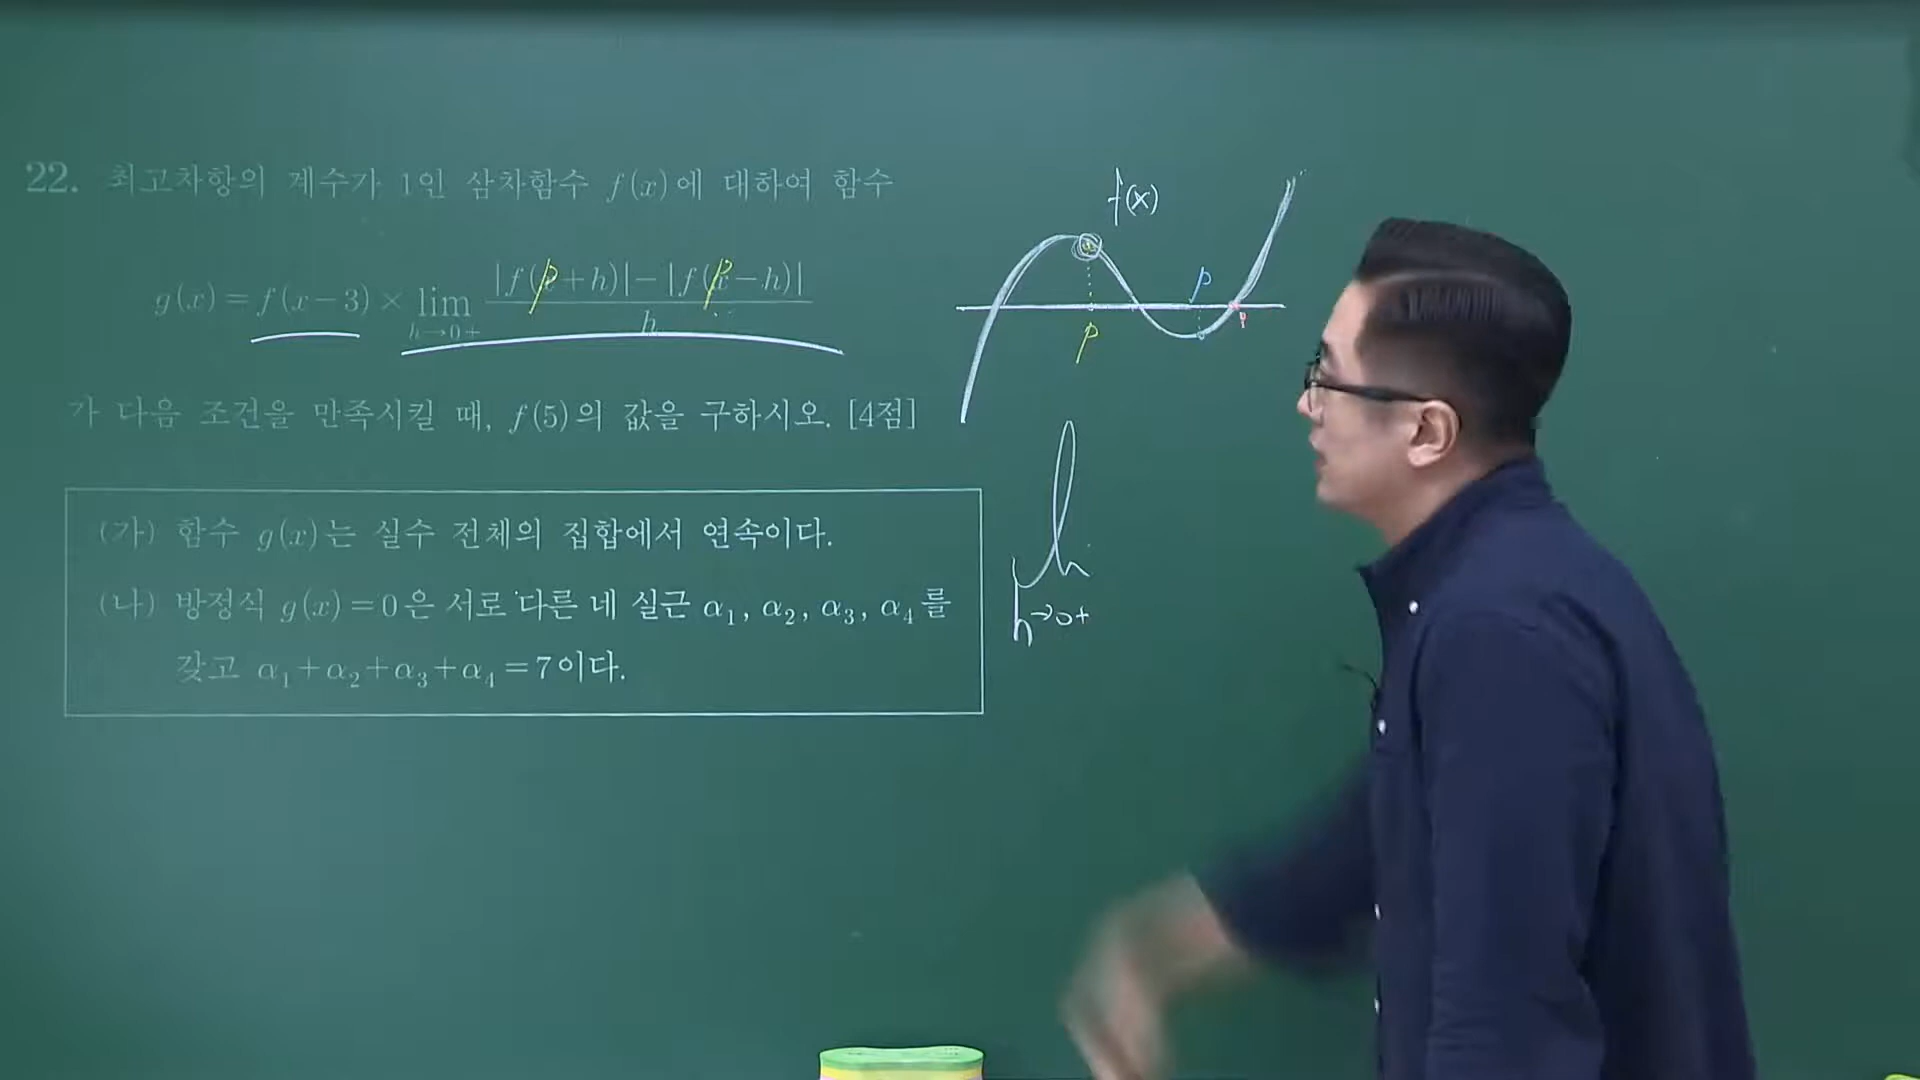 22. 최고차항의 계수가 1인 삼차함수 f(x)에 대하여 함수
g(x)=f(x-3)×lim h→0+ |f(p+h)|-|f(p-h)| / h
가 다음 조건을 만족시킬 때, f(5)의 값을 구하시오. [4점]
(가) 함수 g(x)는 실수 전체의 집합에서 연속이다.
(나) 방정식 g(x)=0은 서로 다른 네 실근 α₁, α₂, α₃, α₄를
갖고 α₁+α₂+α₃+α₄=7이다.
f(x)
p
p
h→0+